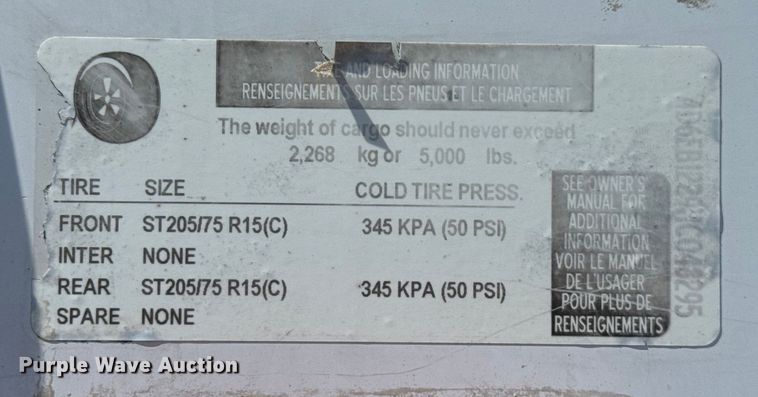 AND LOADING INFORMATION
RENSEIGNEMENTS SUR LES PNEUS ET LE CHARGEMENT
The weight of cargo should never exceed
2,268 kg or 5,000 lbs.
TIRE SIZE COLD TIRE PRESS.
FRONT ST205/75 R15(C) 345 KPA (50 PSI)
INTER NONE
REAR ST205/75 R15(C) 345 KPA (50 PSI)
SPARE NONE
SEE OWNER'S
MANUAL FOR
ADDITIONAL
INFORMATION
VOIR LE MANUEL
DE L'USAGER
POUR PLUS DE
RENSEIGNEMENTS
Purple Wave Auction